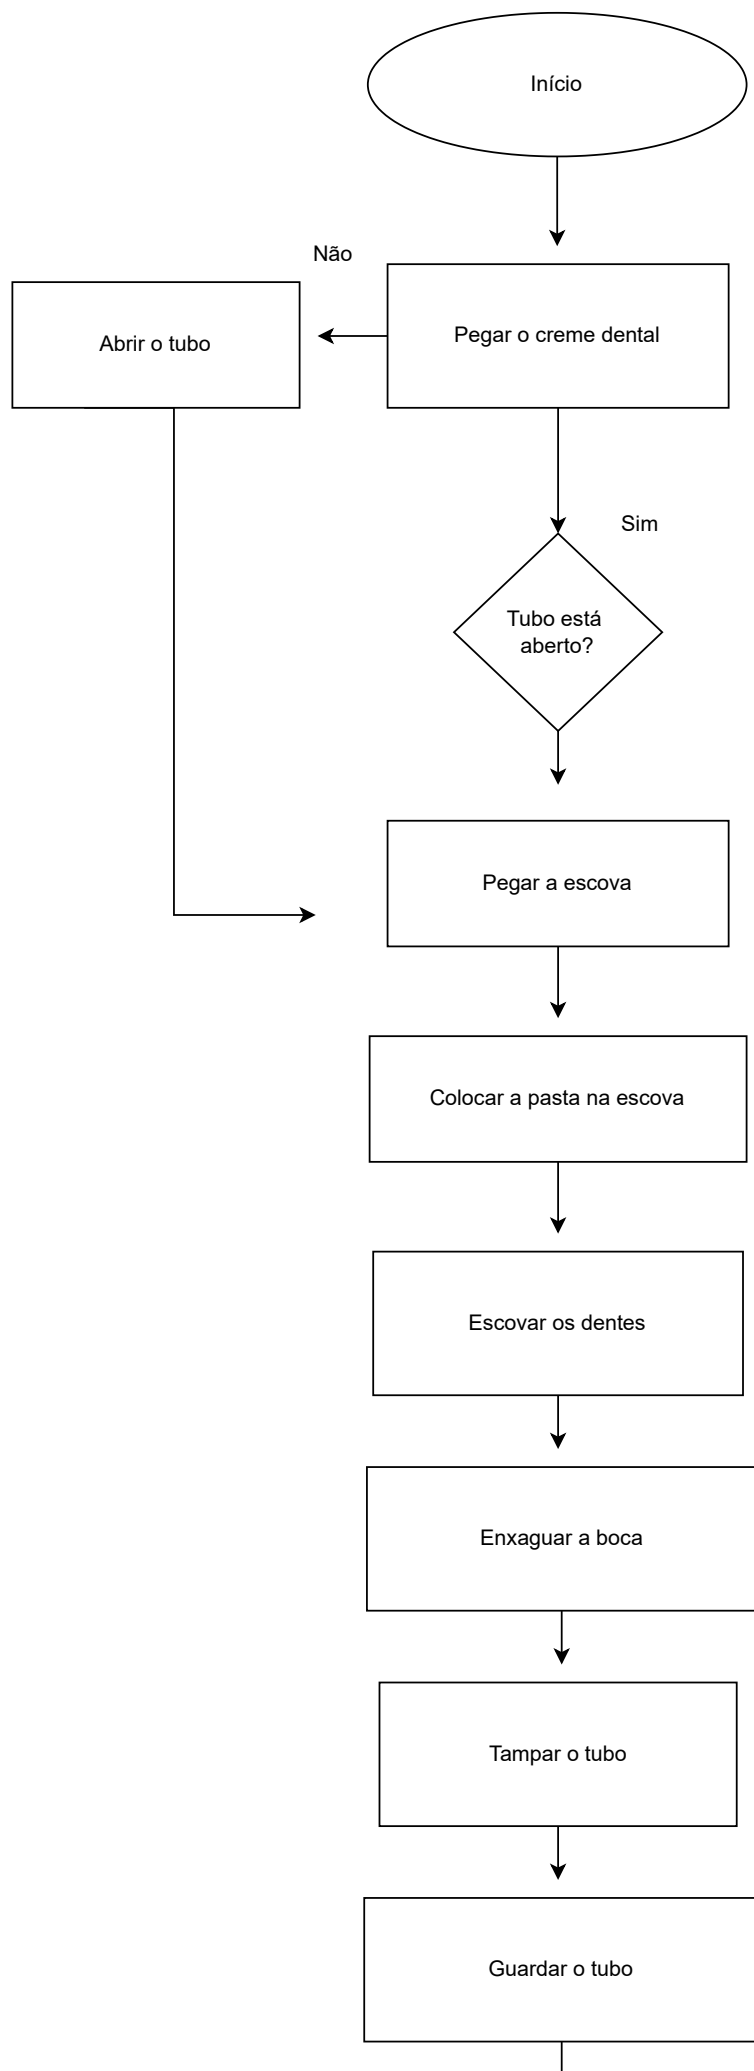 Início
Não
Abrir o tubo
Pegar o creme dental
Sim
Tubo está
aberto?
Pegar a escova
Colocar a pasta na escova
Escovar os dentes
Enxaguar a boca
Tampar o tubo
Guardar o tubo